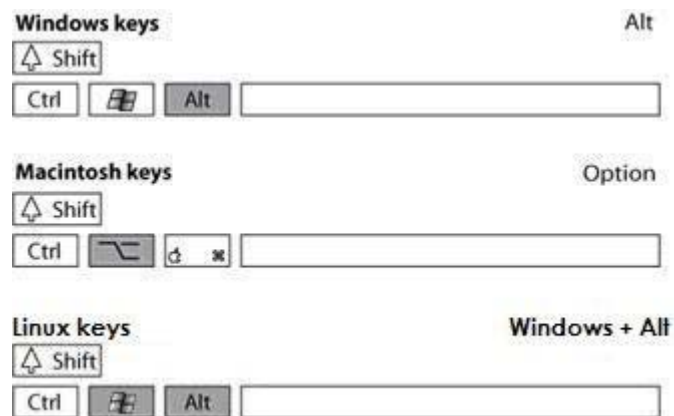 Windows keys Alt
Shift
Ctrl Alt
Macintosh keys Option
Shift
Ctrl ⌥ ⌘
Linux keys Windows + Alt
Shift
Ctrl Alt